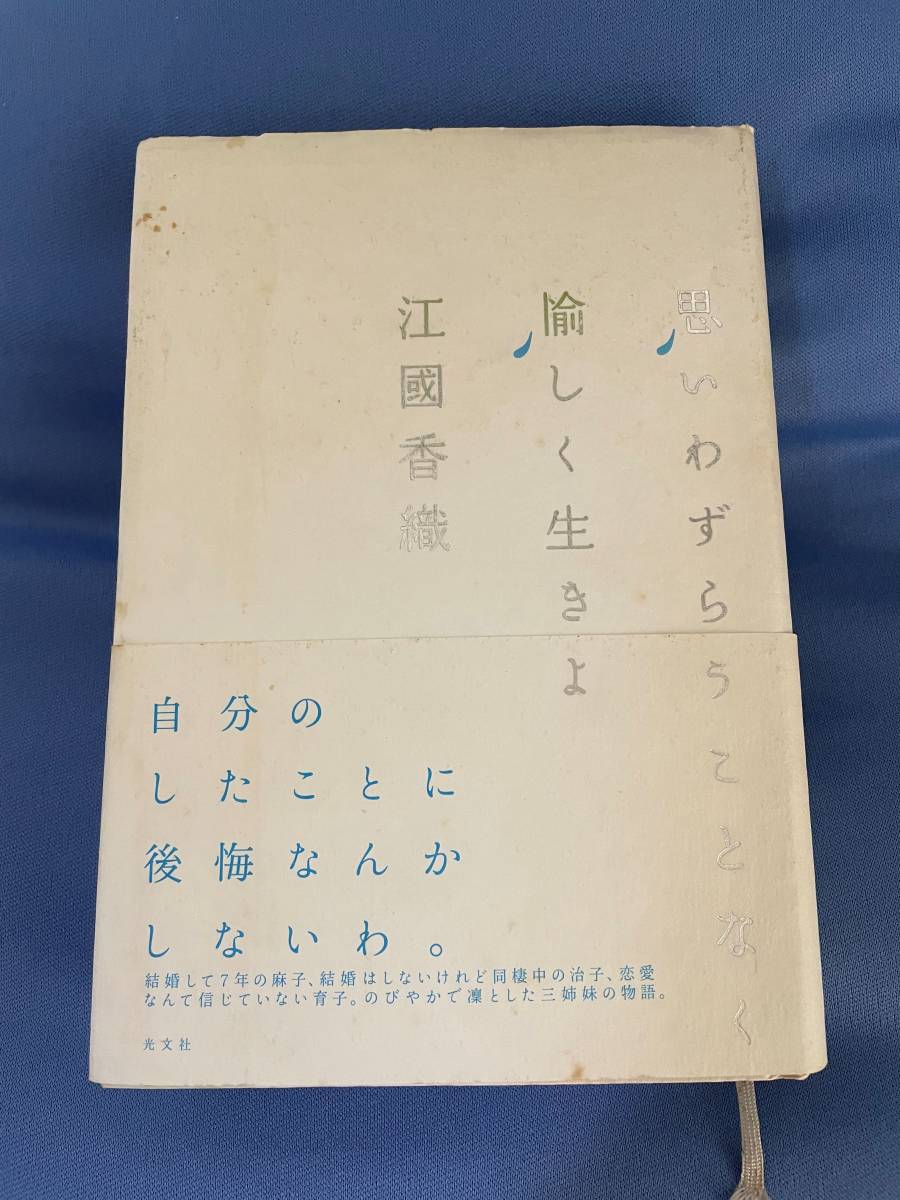 思いわずらうことなく
愉しく生きよ
江國香織
自分の
したことに
後悔なんか
しないわ。
結婚して7年の麻子、結婚はしないけれど同棲中の治子、恋愛
なんて信じていない育子。のびやかで凜とした三姉妹の物語。
光文社